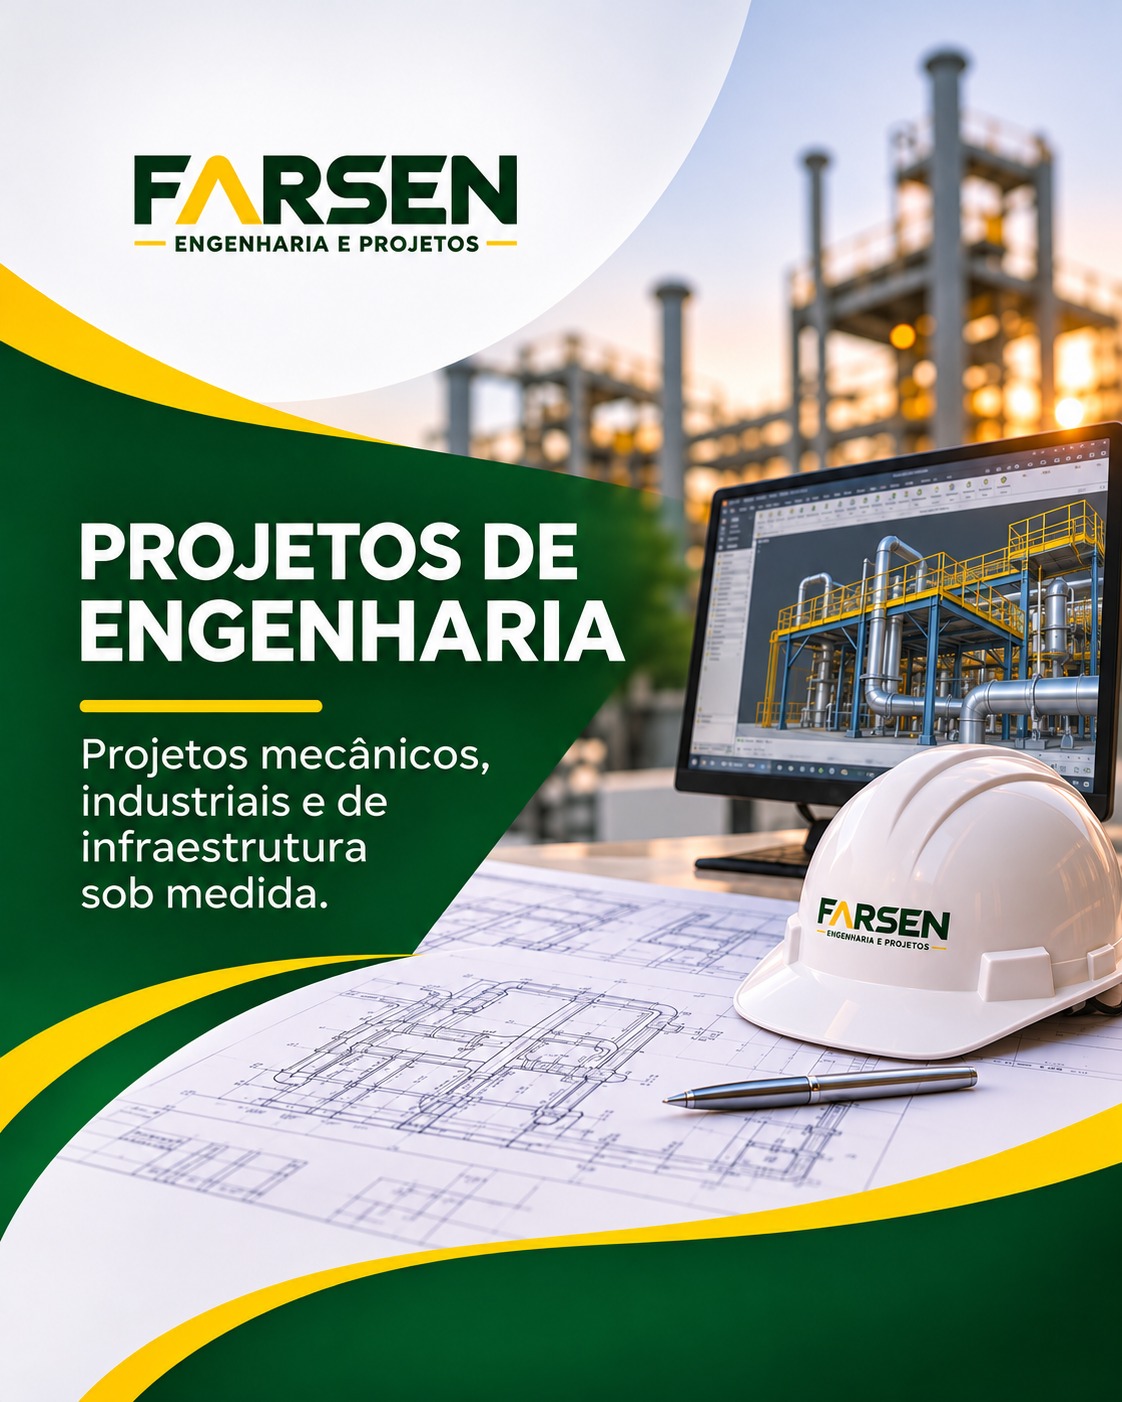 FARSEN
ENGENHARIA E PROJETOS
PROJETOS DE
ENGENHARIA
Projetos mecânicos,
industriais e de
infraestrutura
sob medida.
FARSEN
ENGENHARIA E PROJETOS